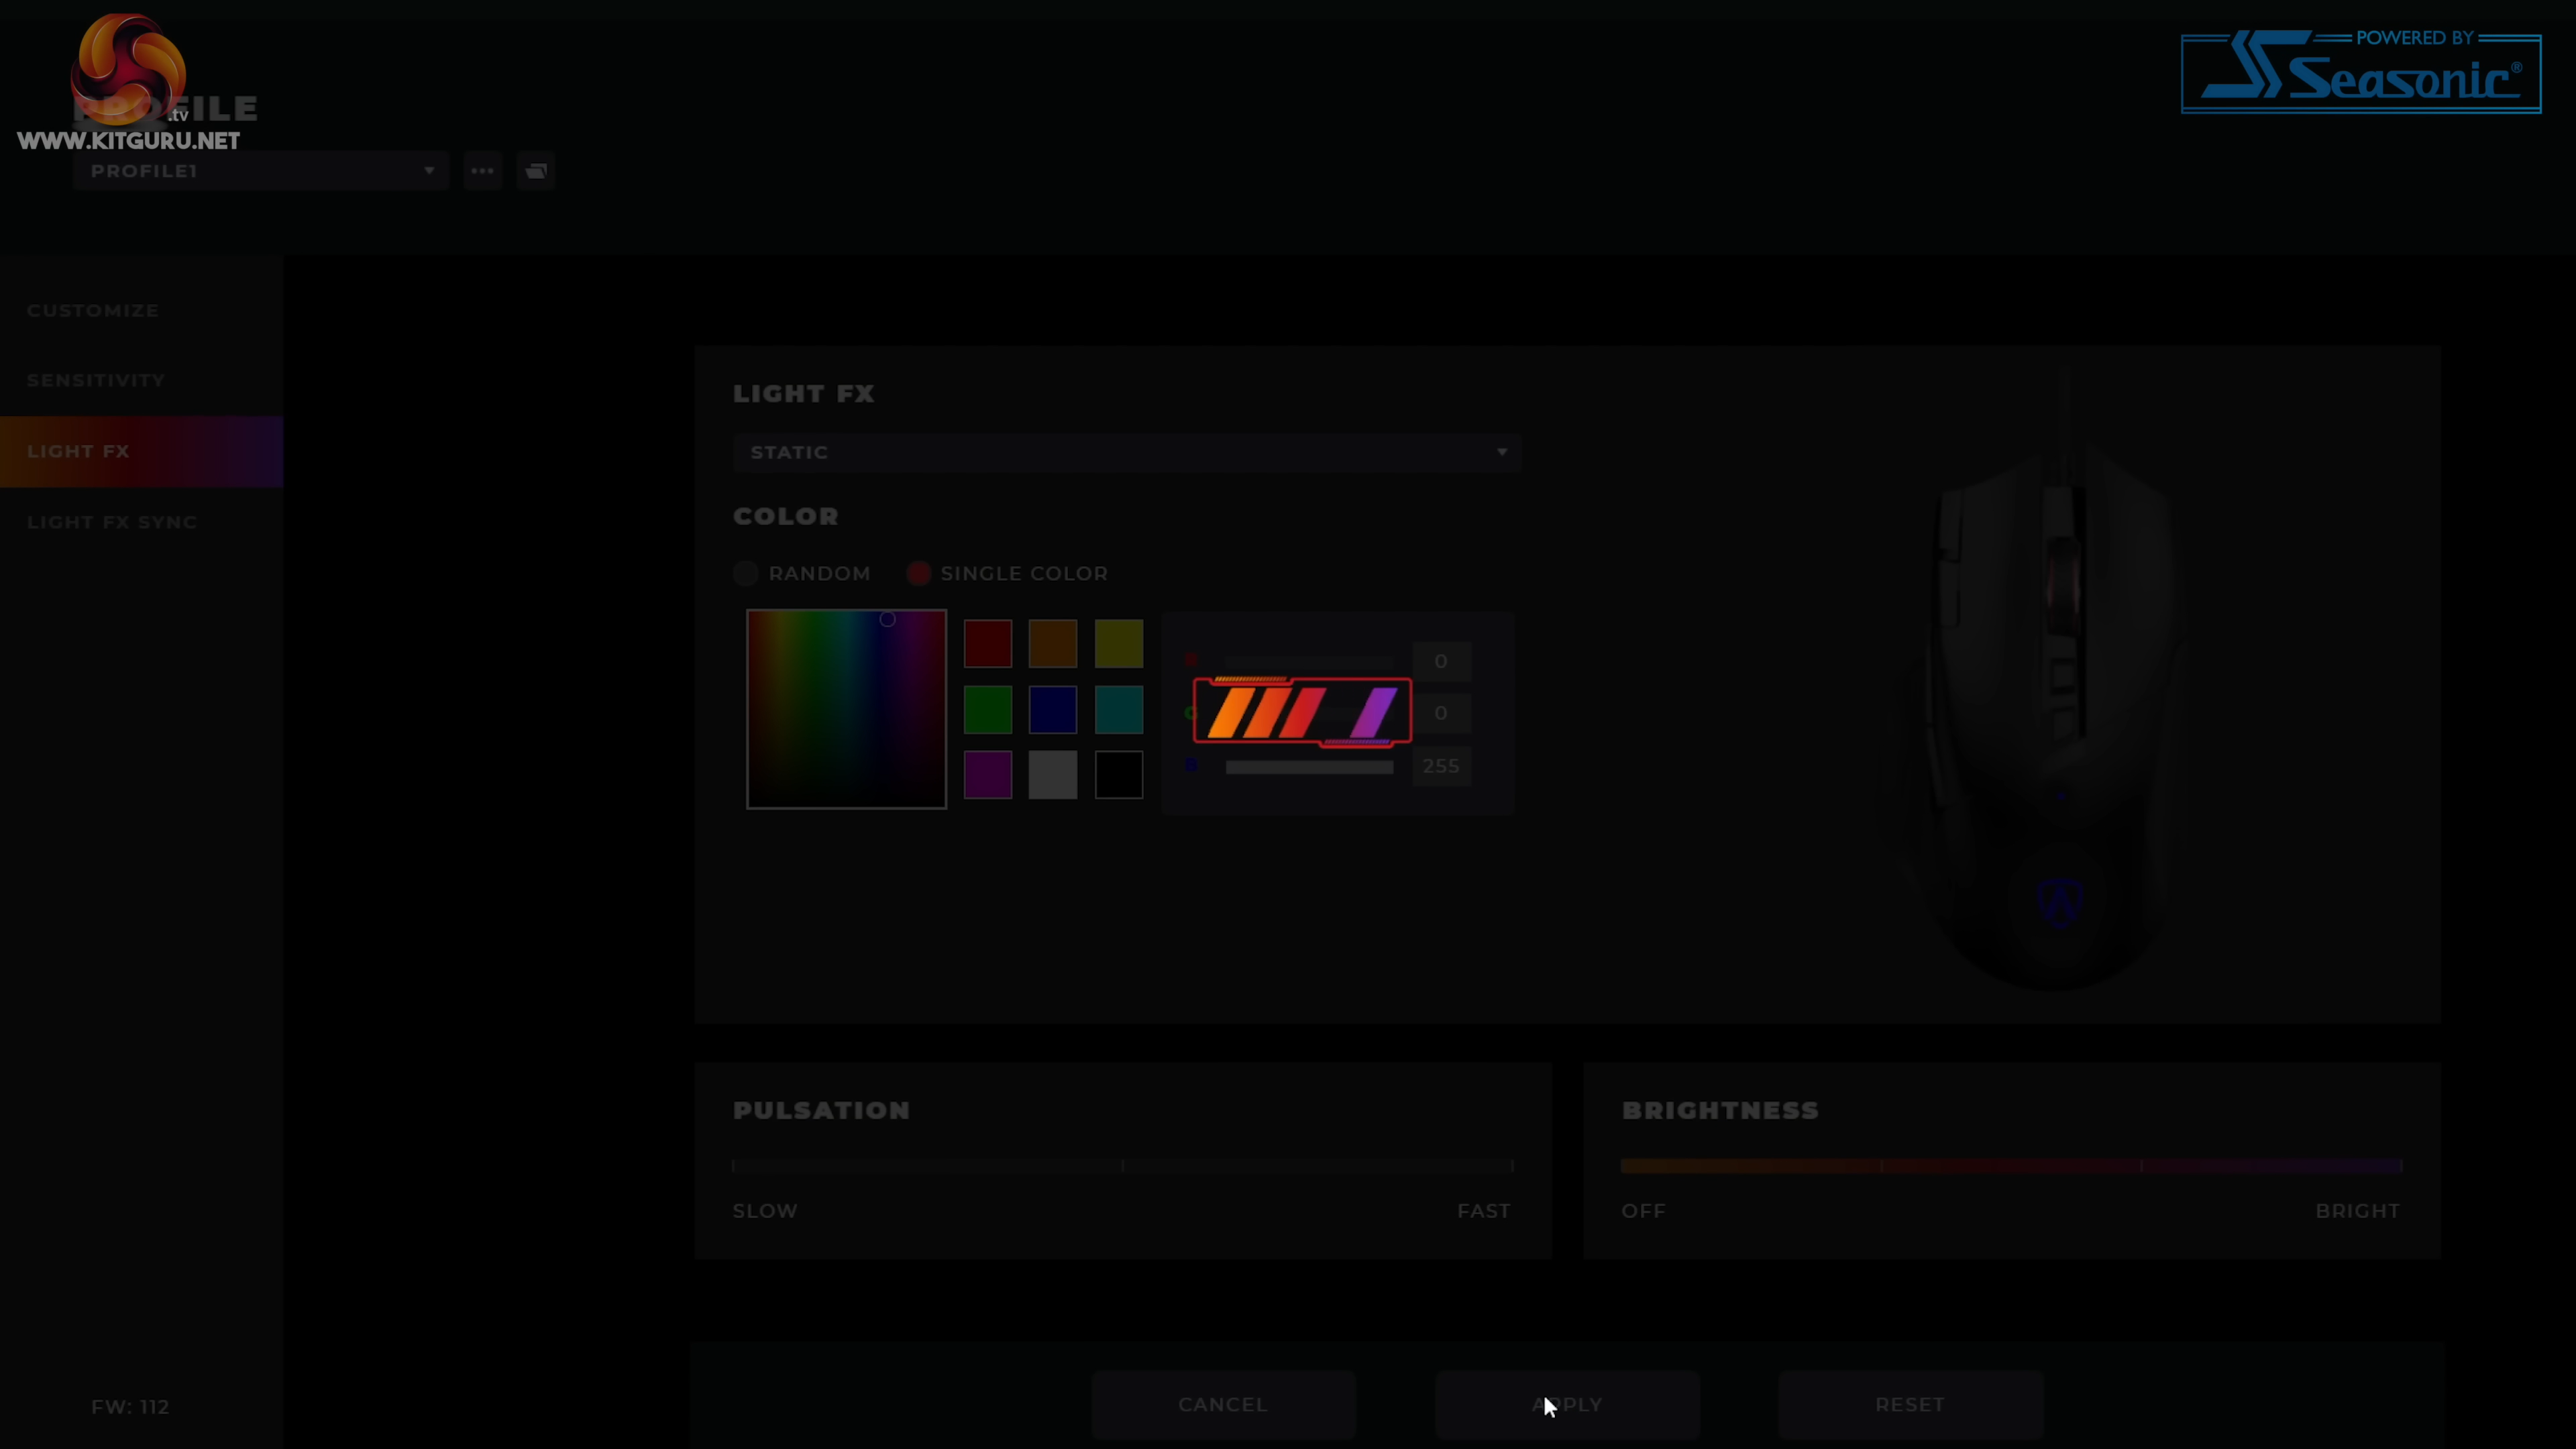 POWERED BY
Seasonic®
PROFILE
.tv
WWW.KITGURU.NET
PROFILE1
CUSTOMIZE
SENSITIVITY
LIGHT FX
LIGHT FX SYNC
LIGHT FX
STATIC
COLOR
RANDOM SINGLE COLOR
0
0
255
PULSATION
SLOW FAST
BRIGHTNESS
OFF BRIGHT
FW: 112
CANCEL APPLY RESET